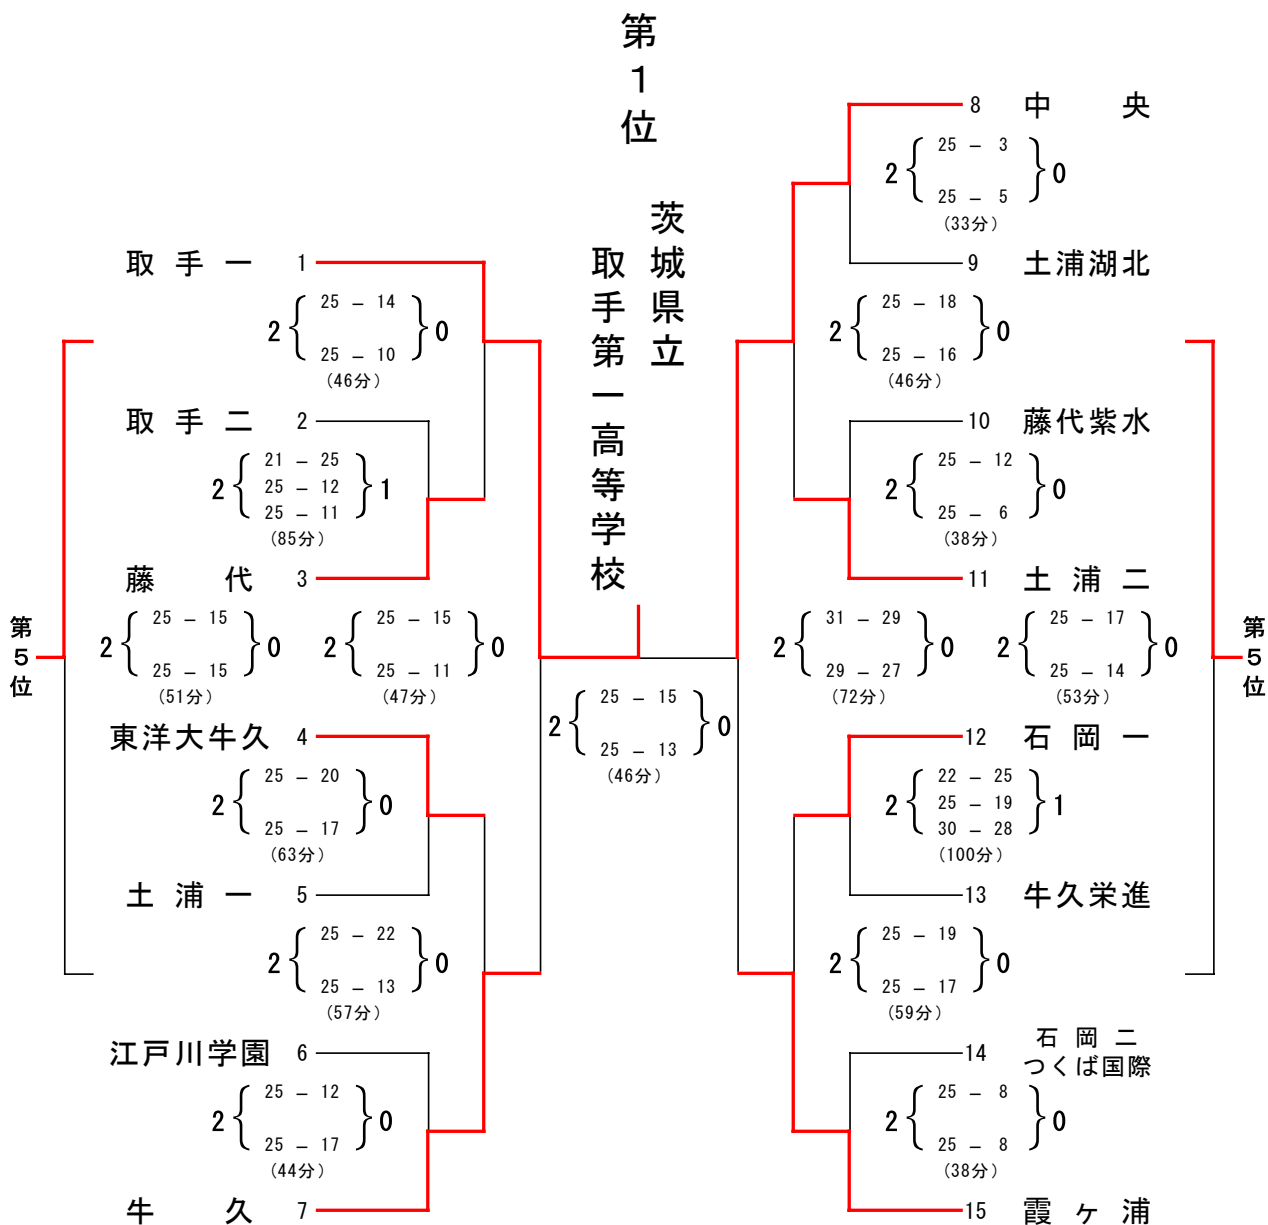 第1位
茨城県立
取手第一高等学校
取手一 1
2 { 25 － 14 } 0
25 － 10
(46分)
取手二 2
2 { 21 － 25 } 1
25 － 12
25 － 11
(85分)
藤代 3
第5位
2 { 25 － 15 } 0
25 － 15
(51分)
2 { 25 － 15 } 0
25 － 11
(47分)
東洋大牛久 4
2 { 25 － 20 } 0
25 － 17
(63分)
土浦一 5
2 { 25 － 22 } 0
25 － 13
(57分)
江戸川学園 6
2 { 25 － 12 } 0
25 － 17
(44分)
牛久 7
2 { 25 － 15 } 0
25 － 13
(46分)
8 中央
2 { 25 － 3 } 0
25 － 5
(33分)
9 土浦湖北
2 { 25 － 18 } 0
25 － 16
(46分)
10 藤代紫水
2 { 25 － 12 } 0
25 － 6
(38分)
11 土浦二
2 { 31 － 29 } 0
29 － 27
(72分)
2 { 25 － 17 } 0
25 － 14
(53分)
第5位
12 石岡一
2 { 22 － 25 } 1
25 － 19
30 － 28
(100分)
13 牛久栄進
2 { 25 － 19 } 0
25 － 17
(59分)
14 石岡二
つくば国際
2 { 25 － 8 } 0
25 － 8
(38分)
15 霞ヶ浦